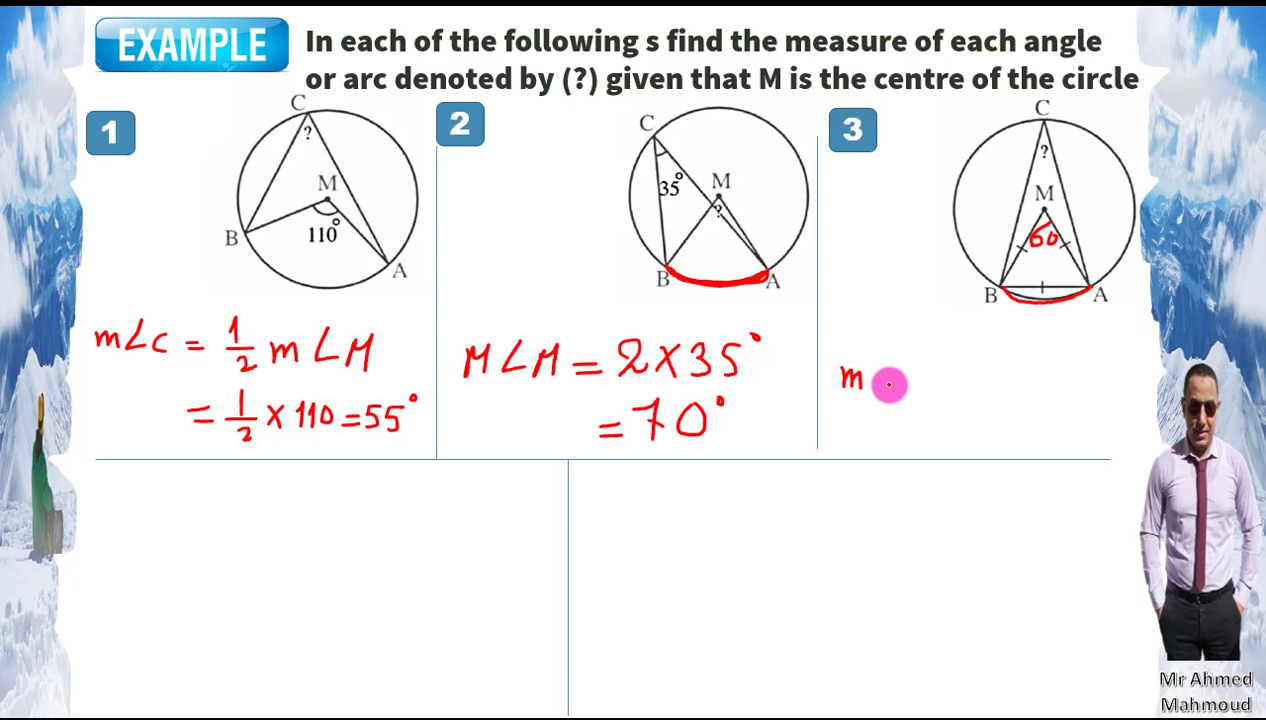 EXAMPLE
In each of the following s find the measure of each angle
or arc denoted by (?) given that M is the centre of the circle
1
C
?
M
110°
B
A
m∠C = 1/2 m∠M
= 1/2 × 110 = 55°
2
C
35°
M
?
B
A
M∠M = 2×35°
= 70°
3
C
?
M
60
B
A
m
Mr Ahmed
Mahmoud